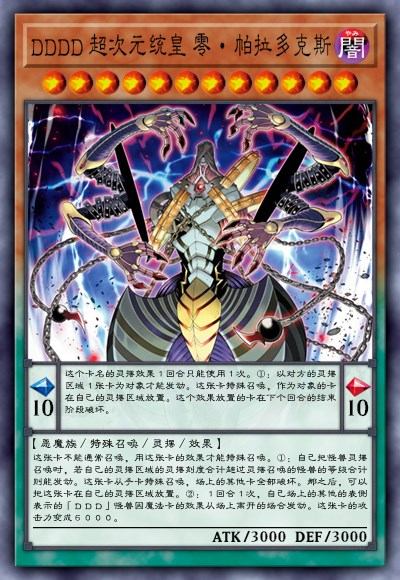 DDDD 超次元统皇 零・帕拉多克斯
やみ
闇
这个卡名的灵摆效果1回合只能使用1次。①:以对方的灵摆
区域1张卡为对象才能发动。这张卡特殊召唤,作为对象的卡
在自己的灵摆区域放置。这个效果放置的卡在下个回合的结束
阶段破坏。
10
10
【恶魔族/特殊召唤/灵摆/效果】
这张卡不能通常召唤,用这张卡的效果才能特殊召唤。①:自己把怪兽灵摆
召唤时,若自己的灵摆区域的灵摆刻度合计超过灵摆召唤的怪兽的等级合计
则能发动。这张卡从手卡特殊召唤,场上的其他卡全部破坏。那之后,可以
把这张卡在自己的灵摆区域放置。②:1回合1次,自己场上的其他的表侧
表示的「DDD」怪兽因魔法卡的效果从场上离开的场合发动。这张卡的攻
击力变成6000。
ATK/3000 DEF/3000